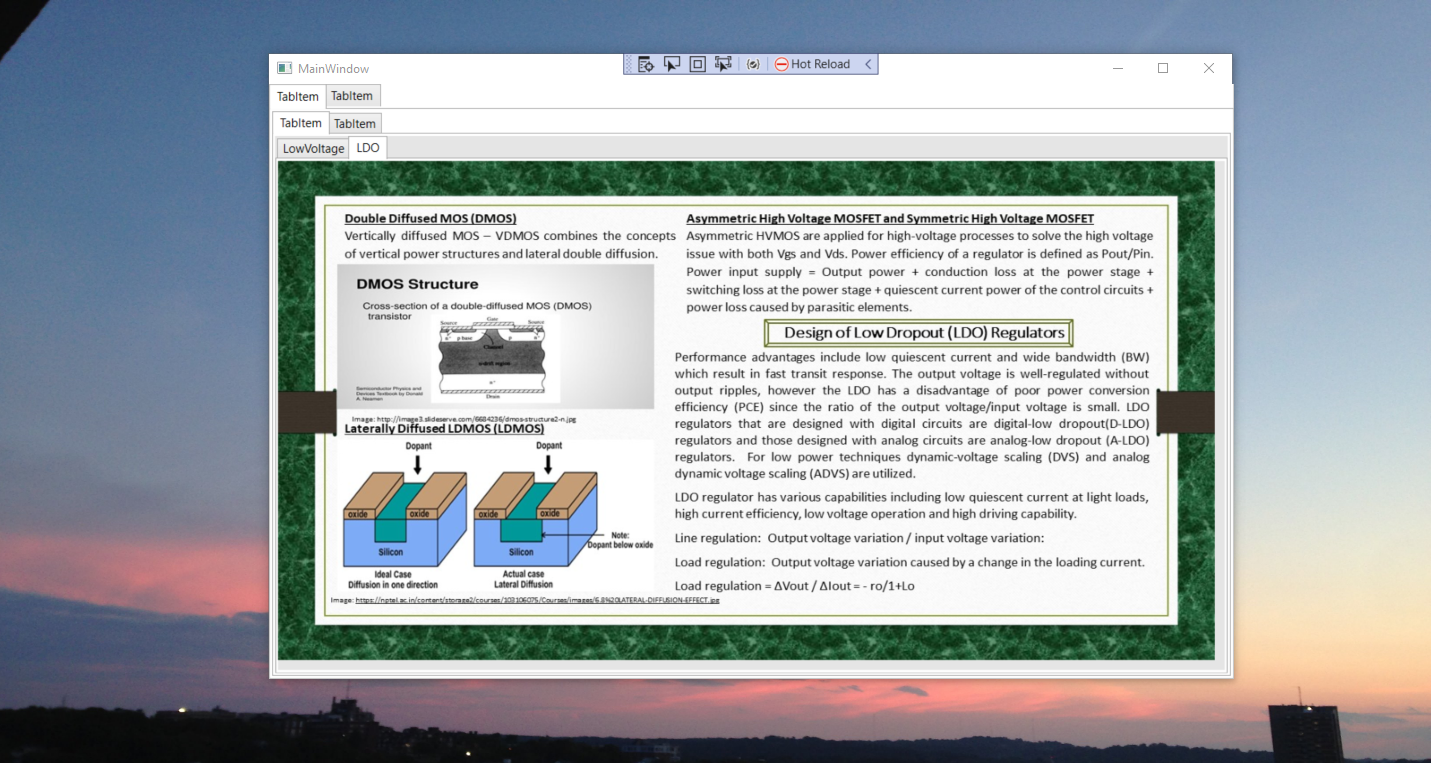 MainWindow
Hot Reload
TabItem TabItem
TabItem TabItem
LowVoltage LDO
Double Diffused MOS (DMOS)
Vertically diffused MOS – VDMOS combines the concepts
of vertical power structures and lateral double diffusion.
DMOS Structure
Cross-section of a double-diffused MOS (DMOS)
transistor
Source Gate Source
n+ p base Channel p n+
n-drift region
n+
Drain
Semiconductor Physics and
Devices Textbook by Donald
A. Neamen
Image: http://image3.slideserve.com/6684236/dmos-structure2-n.jpg
Laterally Diffused LDMOS (LDMOS)
Dopant Dopant
oxide oxide oxide oxide
Silicon Silicon
Note:
Dopant below oxide
Ideal Case
Diffusion in one direction
Actual case
Lateral Diffusion
Image: https://nptel.ac.in/content/storage2/courses/103106075/Courses/images/6.8%20LATERAL-DIFFUSION-EFFECT.jpg
Asymmetric High Voltage MOSFET and Symmetric High Voltage MOSFET
Asymmetric HVMOS are applied for high-voltage processes to solve the high voltage
issue with both Vgs and Vds. Power efficiency of a regulator is defined as Pout/Pin.
Power input supply = Output power + conduction loss at the power stage +
switching loss at the power stage + quiescent current power of the control circuits +
power loss caused by parasitic elements.
Design of Low Dropout (LDO) Regulators
Performance advantages include low quiescent current and wide bandwidth (BW)
which result in fast transit response. The output voltage is well-regulated without
output ripples, however the LDO has a disadvantage of poor power conversion
efficiency (PCE) since the ratio of the output voltage/input voltage is small. LDO
regulators that are designed with digital circuits are digital-low dropout(D-LDO)
regulators and those designed with analog circuits are analog-low dropout (A-LDO)
regulators. For low power techniques dynamic-voltage scaling (DVS) and analog
dynamic voltage scaling (ADVS) are utilized.
LDO regulator has various capabilities including low quiescent current at light loads,
high current efficiency, low voltage operation and high driving capability.
Line regulation: Output voltage variation / input voltage variation:
Load regulation: Output voltage variation caused by a change in the loading current.
Load regulation = ΔVout / ΔIout = - ro/1+Lo